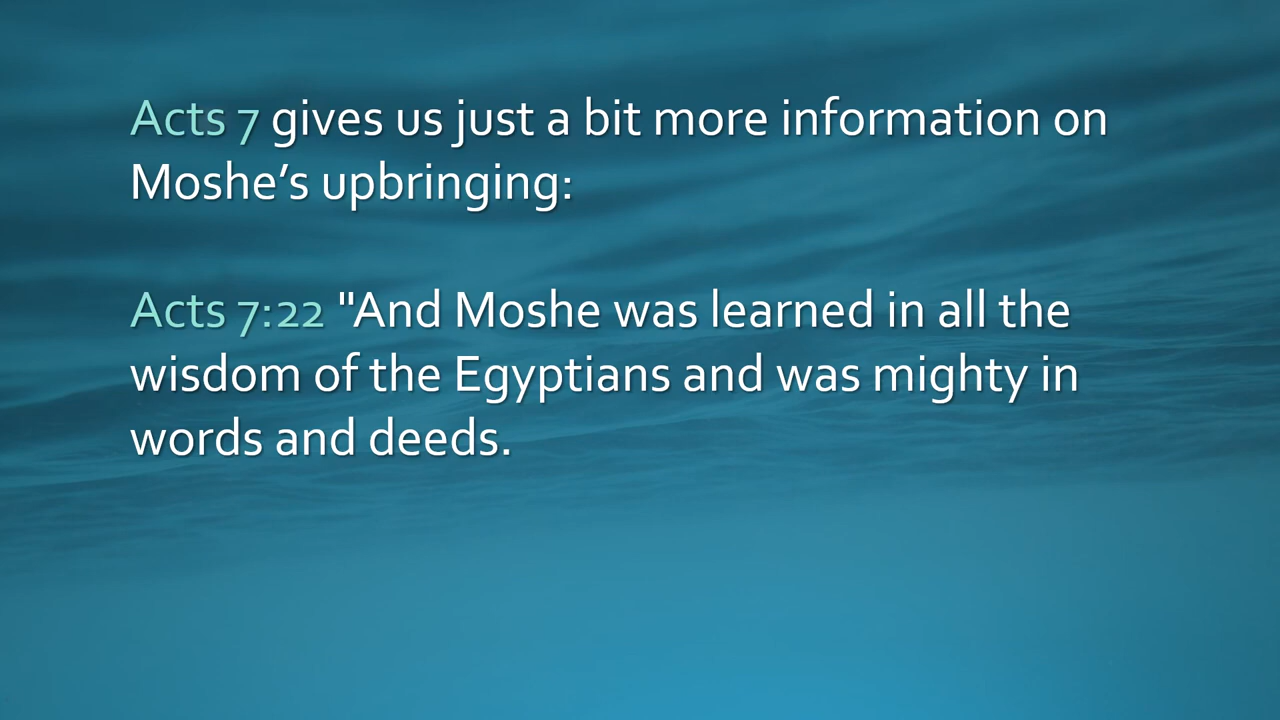 Acts 7 gives us just a bit more information on
Moshe’s upbringing:
Acts 7:22 "And Moshe was learned in all the
wisdom of the Egyptians and was mighty in
words and deeds.